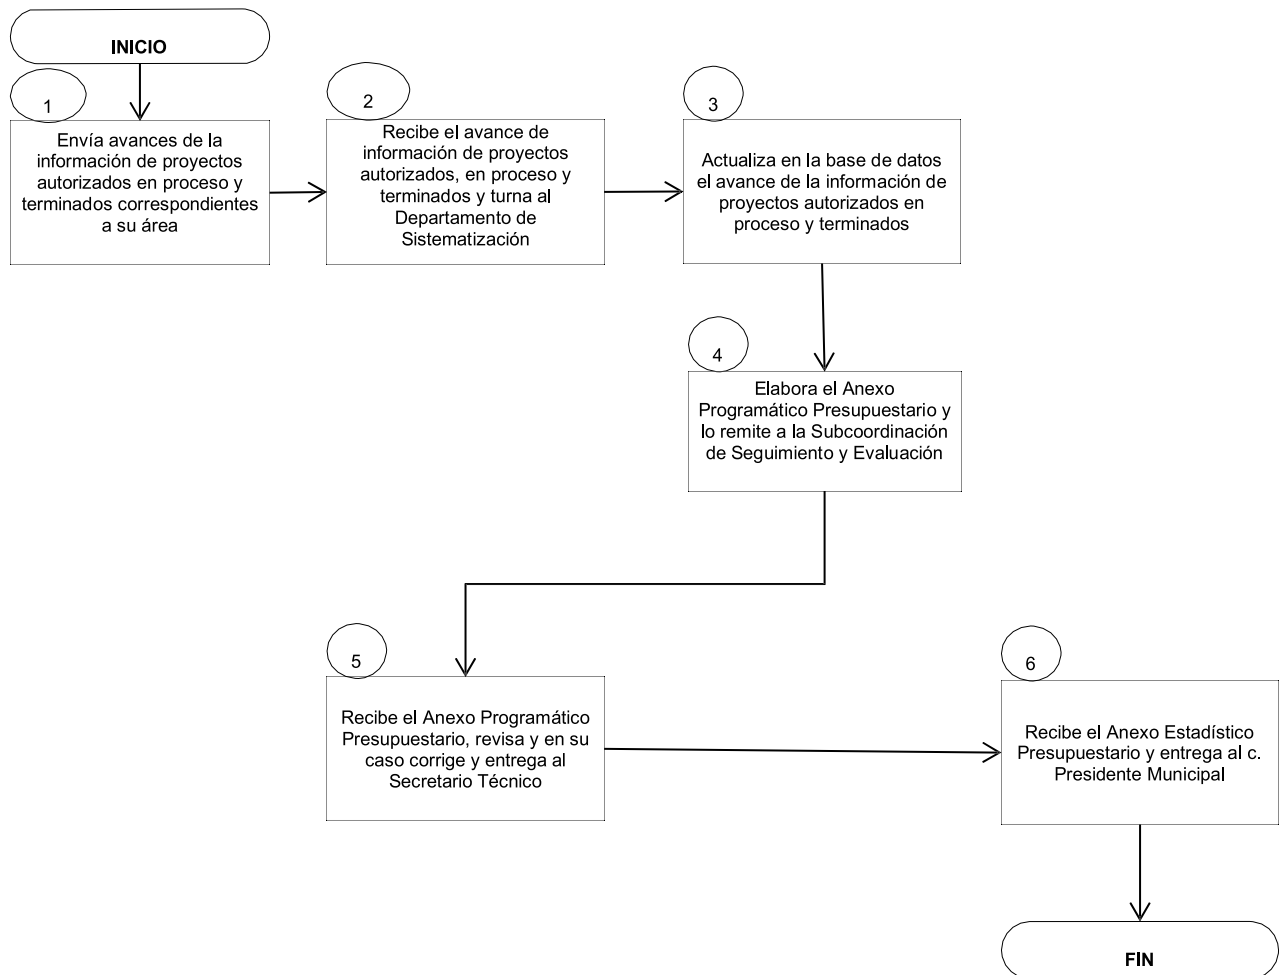 INICIO
1
Envía avances de la
información de proyectos
autorizados en proceso y
terminados correspondientes
a su área
2
Recibe el avance de
información de proyectos
autorizados, en proceso y
terminados y turna al
Departamento de
Sistematización
3
Actualiza en la base de datos
el avance de la información de
proyectos autorizados en
proceso y terminados
4
Elabora el Anexo
Programático Presupuestario y
lo remite a la Subcoordinación
de Seguimiento y Evaluación
5
Recibe el Anexo Programático
Presupuestario, revisa y en su
caso corrige y entrega al
Secretario Técnico
6
Recibe el Anexo Estadístico
Presupuestario y entrega al c.
Presidente Municipal
FIN